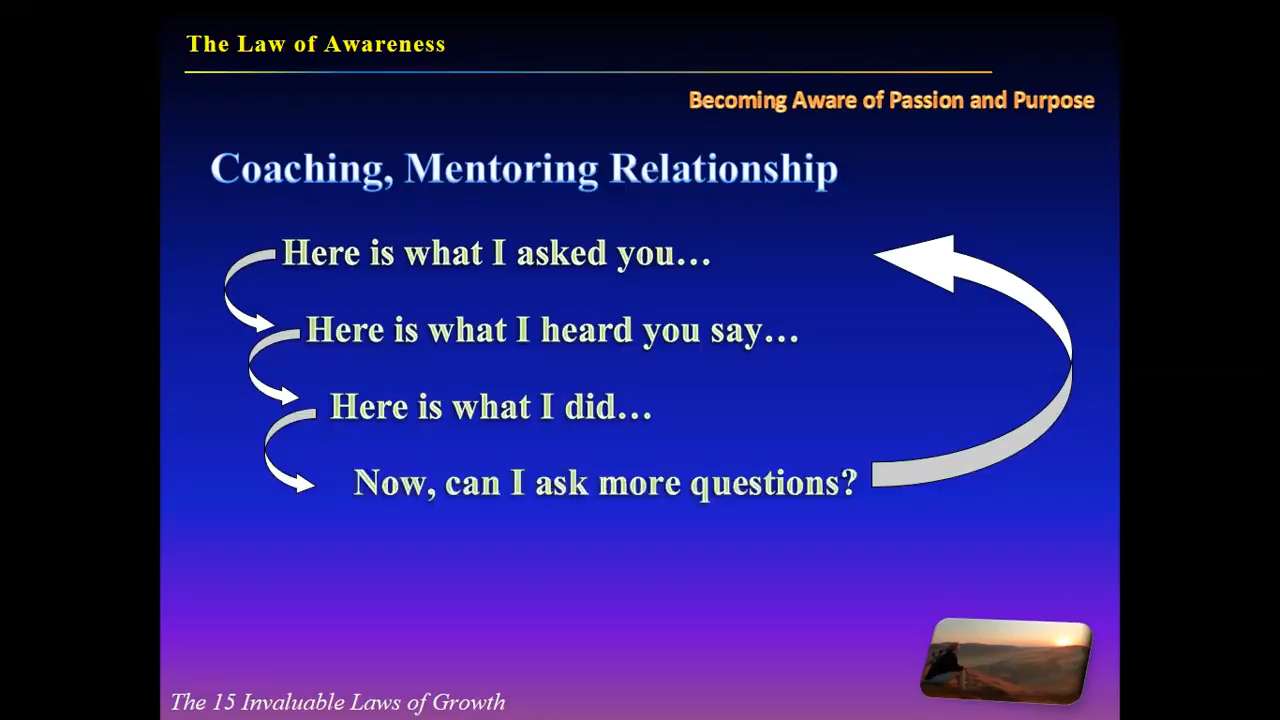 The Law of Awareness
Becoming Aware of Passion and Purpose
Coaching, Mentoring Relationship
Here is what I asked you…
Here is what I heard you say…
Here is what I did…
Now, can I ask more questions?
The 15 Invaluable Laws of Growth